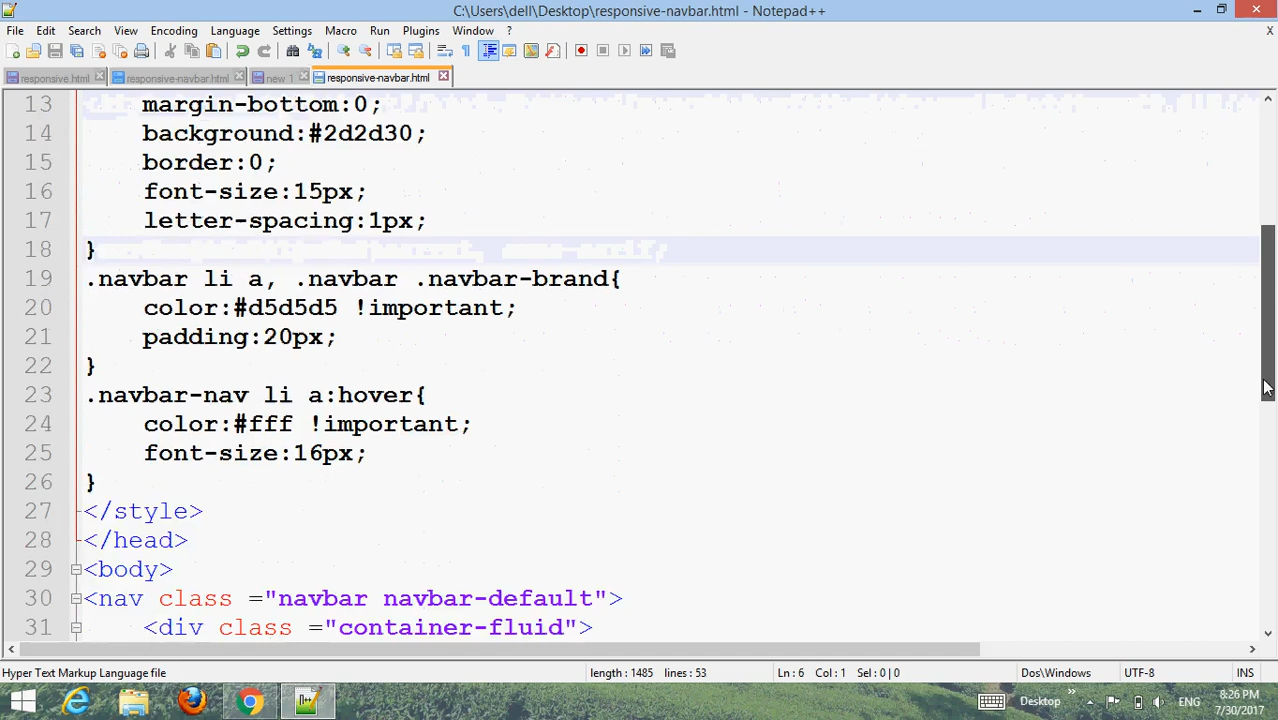 C:\Users\dell\Desktop\responsive-navbar.html - Notepad++
File Edit Search View Encoding Language Settings Macro Run Plugins Window ? X
responsive.html responsive-navbar.html new 1 responsive-navbar.html
13 margin-bottom:0;
14 background:#2d2d30;
15 border:0;
16 font-size:15px;
17 letter-spacing:1px;
18 }
19 .navbar li a, .navbar .navbar-brand{
20 color:#d5d5d5 !important;
21 padding:20px;
22 }
23 .navbar-nav li a:hover{
24 color:#fff !important;
25 font-size:16px;
26 }
27 </style>
28 </head>
29 <body>
30 <nav class ="navbar navbar-default">
31 <div class ="container-fluid">
Hyper Text Markup Language file length : 1485 lines : 53 Ln : 6 Col : 1 Sel : 0 | 0 Dos\Windows UTF-8 INS
Desktop ENG 8:26 PM
7/30/2017